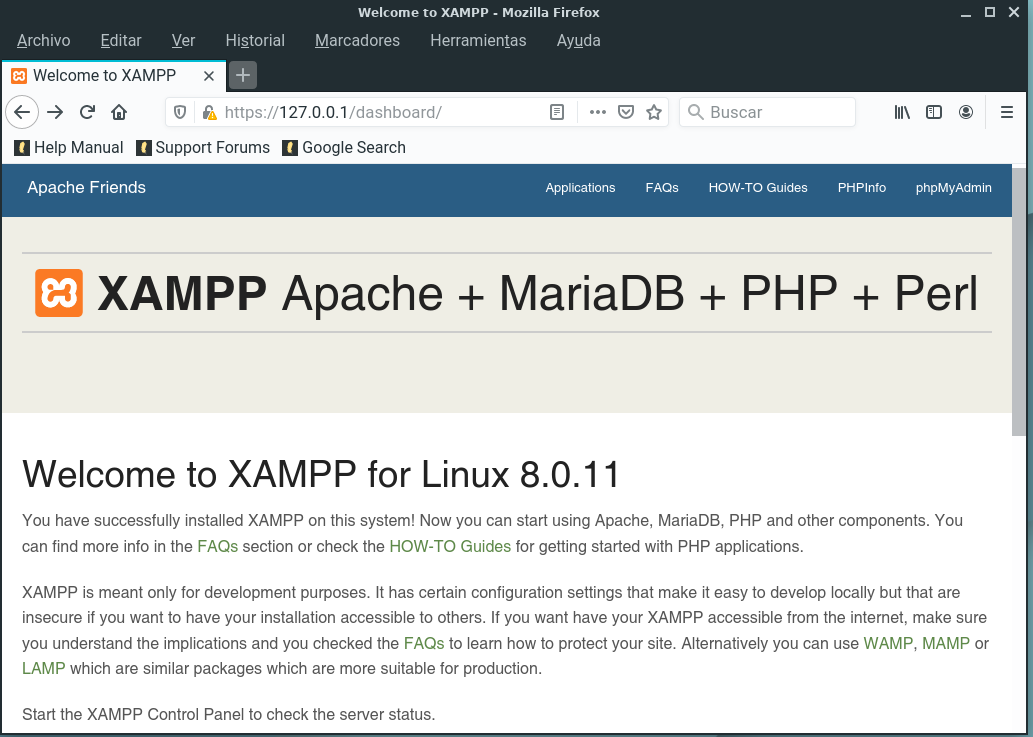 Welcome to XAMPP - Mozilla Firefox
Archivo Editar Ver Historial Marcadores Herramientas Ayuda
Welcome to XAMPP
https://127.0.0.1/dashboard/ Buscar
Help Manual Support Forums Google Search
Apache Friends Applications FAQs HOW-TO Guides PHPInfo phpMyAdmin
XAMPP Apache + MariaDB + PHP + Perl
Welcome to XAMPP for Linux 8.0.11
You have successfully installed XAMPP on this system! Now you can start using Apache, MariaDB, PHP and other components. You
can find more info in the FAQs section or check the HOW-TO Guides for getting started with PHP applications.
XAMPP is meant only for development purposes. It has certain configuration settings that make it easy to develop locally but that are
insecure if you want to have your installation accessible to others. If you want have your XAMPP accessible from the internet, make sure
you understand the implications and you checked the FAQs to learn how to protect your site. Alternatively you can use WAMP, MAMP or
LAMP which are similar packages which are more suitable for production.
Start the XAMPP Control Panel to check the server status.